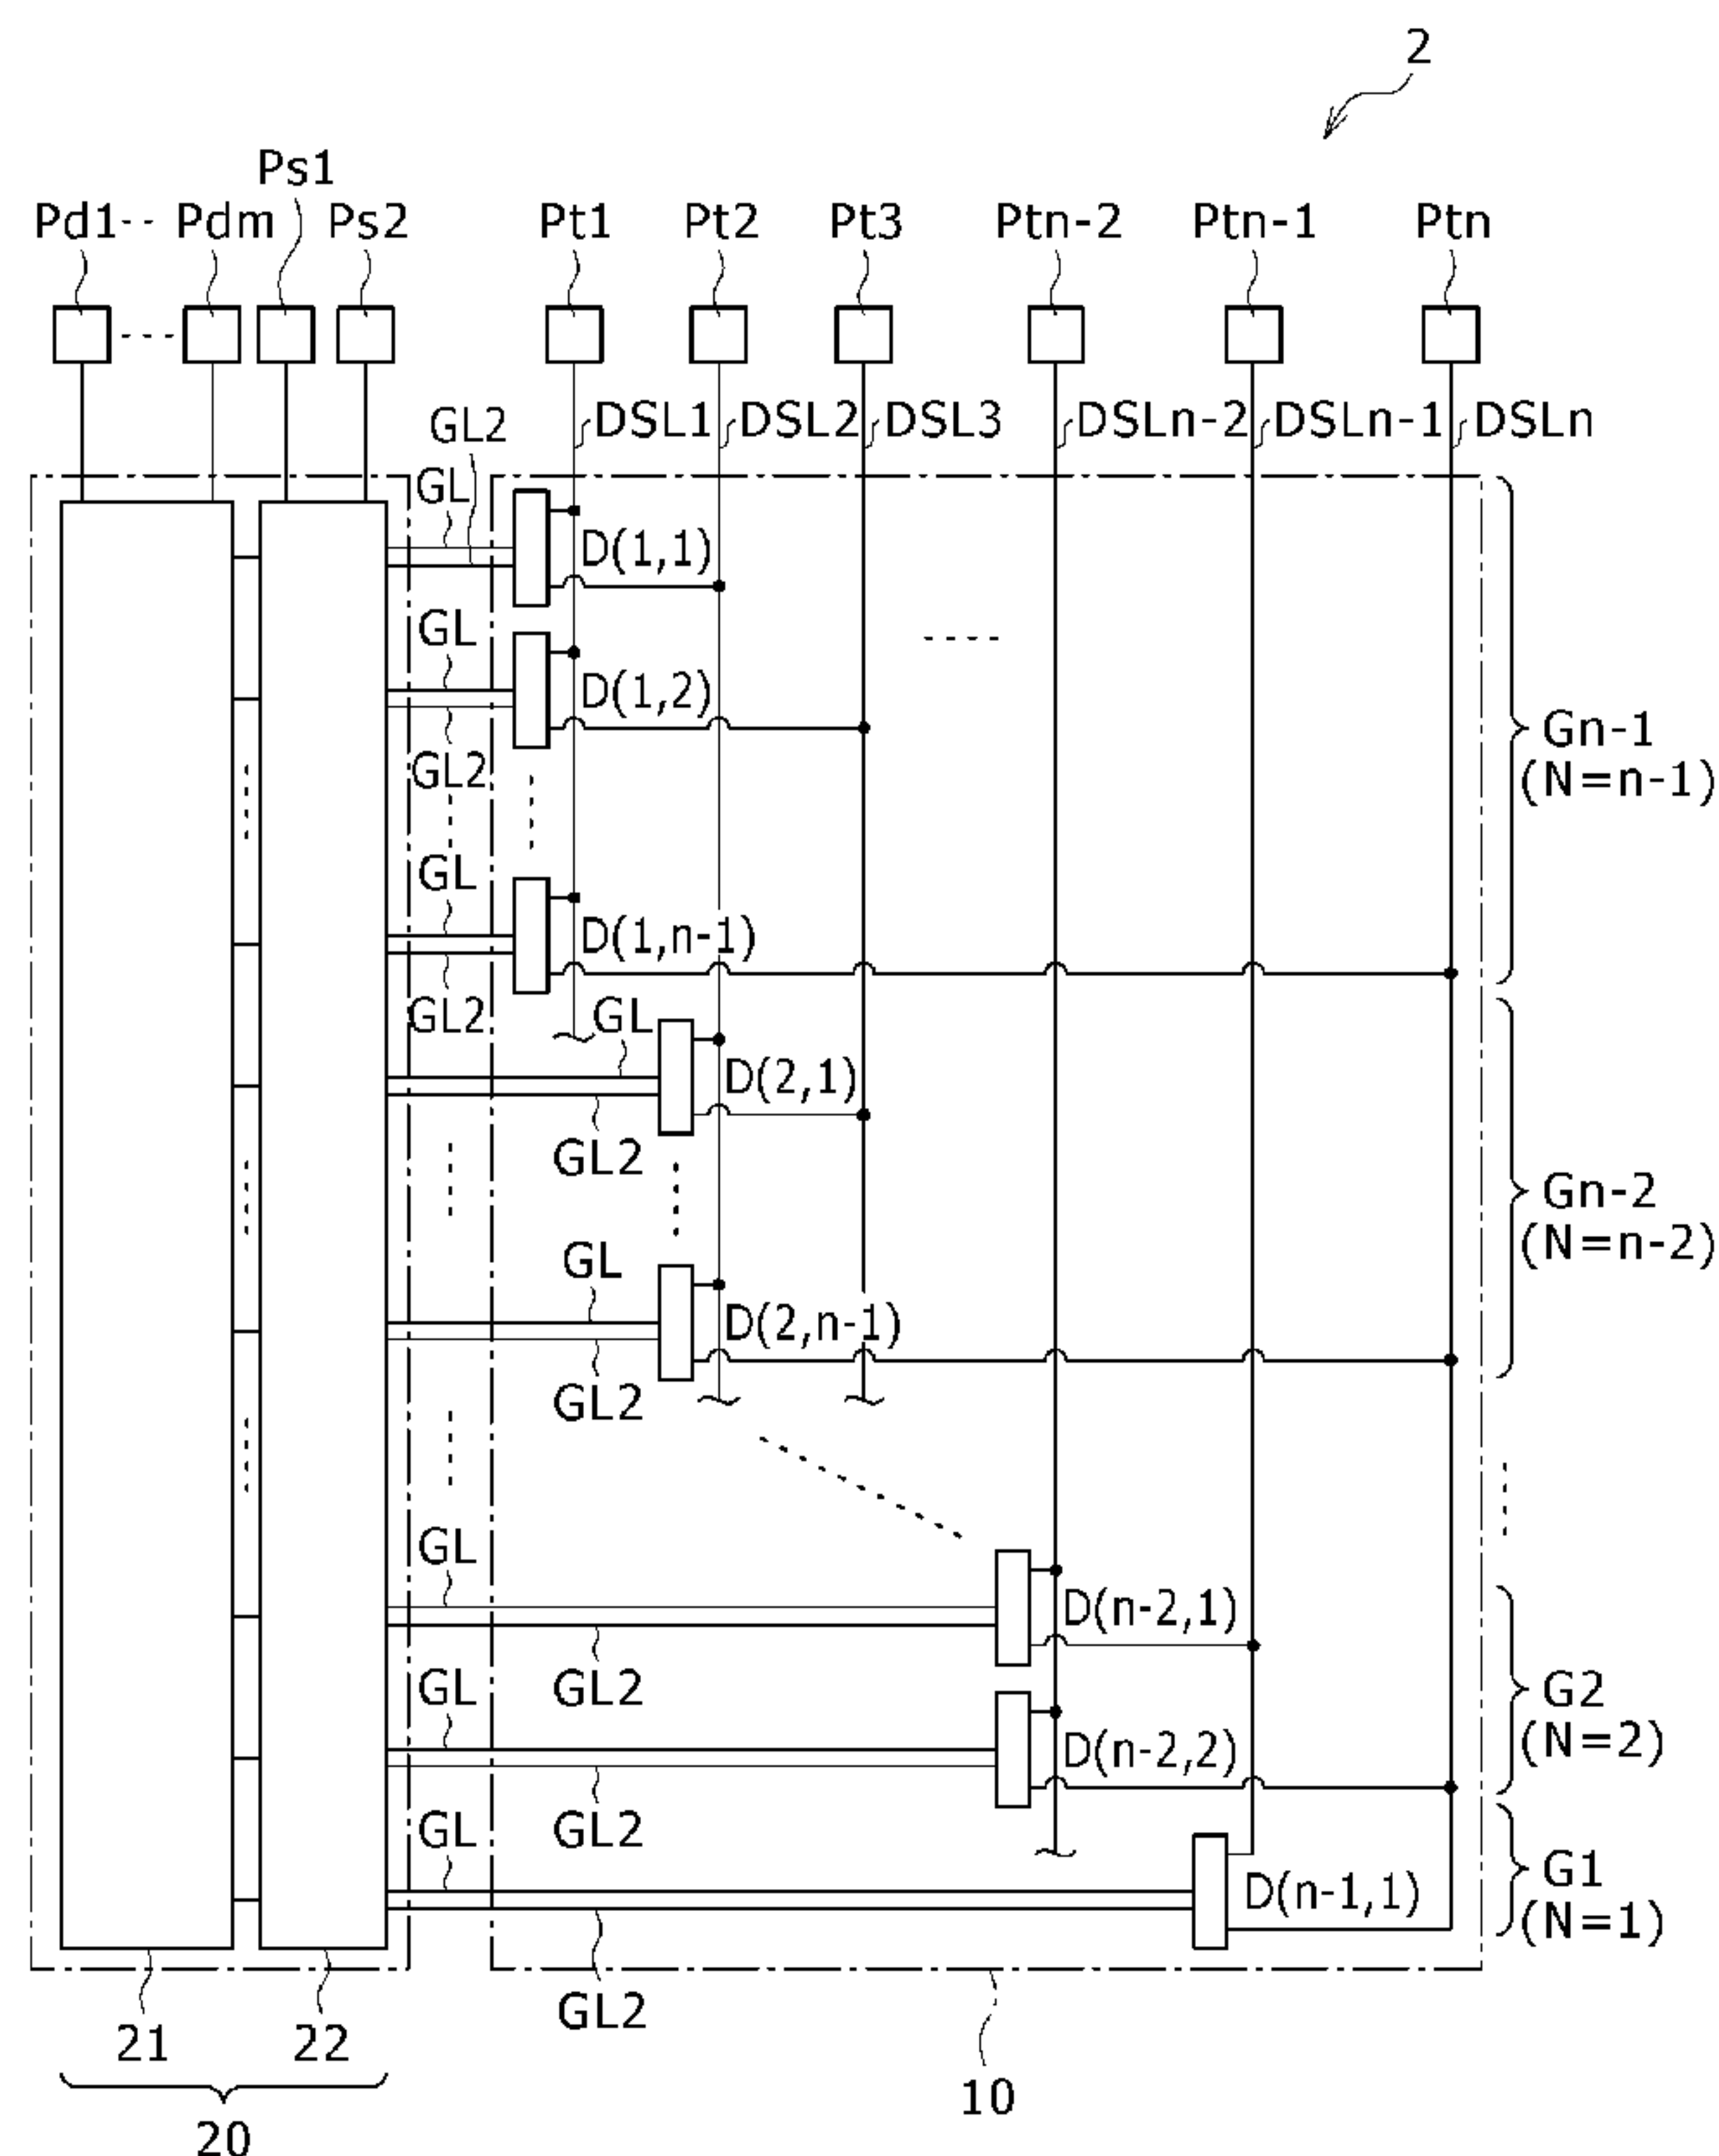 2
Ps1
Pd1-- Pdm Ps2 Pt1 Pt2 Pt3 Ptn-2 Ptn-1 Ptn
GL2 DSL1 DSL2 DSL3 DSLn-2 DSLn-1 DSLn
GL
D(1,1)
GL
D(1,2)
GL2
Gn-1
(N=n-1)
GL
D(1,n-1)
GL2 GL
D(2,1)
GL2
Gn-2
(N=n-2)
GL
D(2,n-1)
GL2
GL
D(n-2,1)
GL GL2
G2
(N=2)
D(n-2,2)
GL GL2
G1
(N=1)
D(n-1,1)
GL2
21 22
10
20